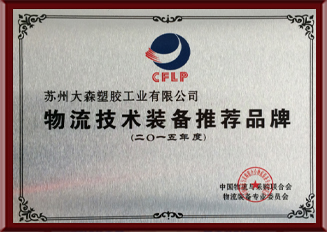 CFLP
苏州大森塑胶工业有限公司
物流技术装备推荐品牌
(二〇一五年度)
中国物流与采购联合会
物流装备专业委员会